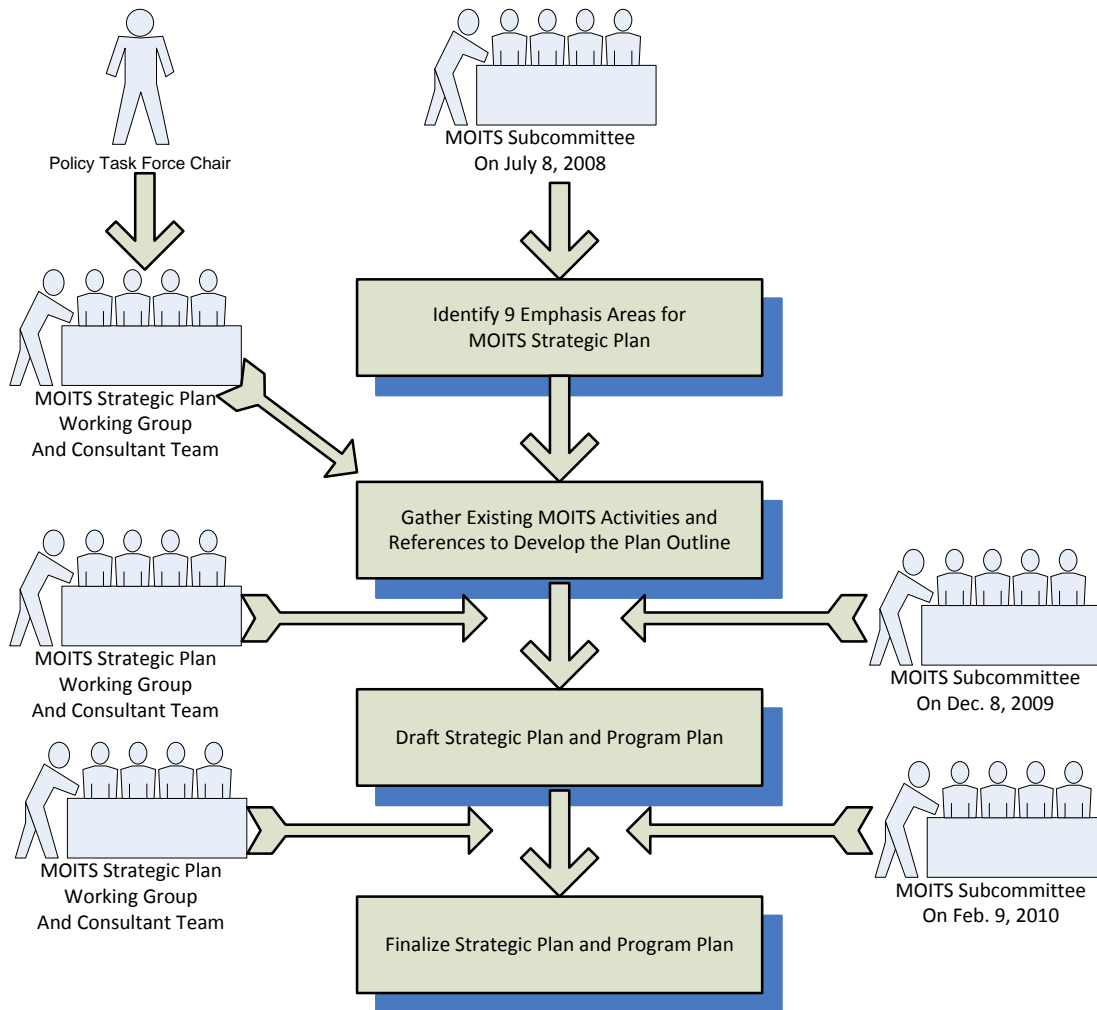 Policy Task Force Chair
MOITS Subcommittee
On July 8, 2008
Identify 9 Emphasis Areas for
MOITS Strategic Plan
MOITS Strategic Plan
Working Group
And Consultant Team
Gather Existing MOITS Activities and
References to Develop the Plan Outline
MOITS Strategic Plan
Working Group
And Consultant Team
MOITS Subcommittee
On Dec. 8, 2009
Draft Strategic Plan and Program Plan
MOITS Strategic Plan
Working Group
And Consultant Team
MOITS Subcommittee
On Feb. 9, 2010
Finalize Strategic Plan and Program Plan